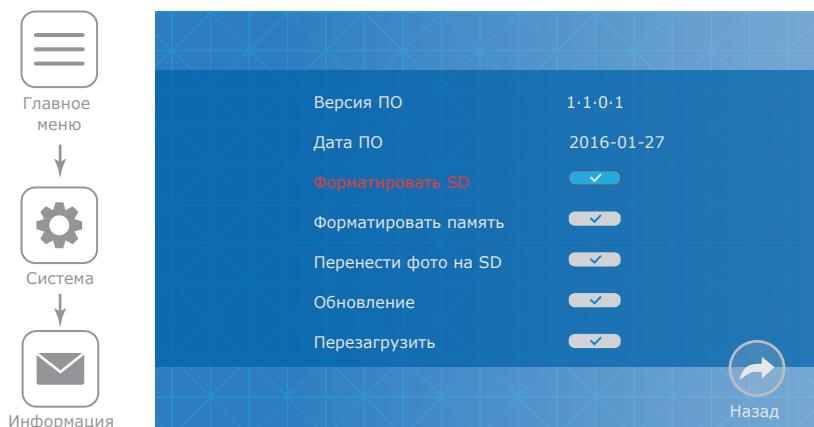 Главное
меню
Система
Информация
Версия ПО 1·1·0·1
Дата ПО 2016-01-27
Форматировать SD
Форматировать память
Перенести фото на SD
Обновление
Перезагрузить
Назад